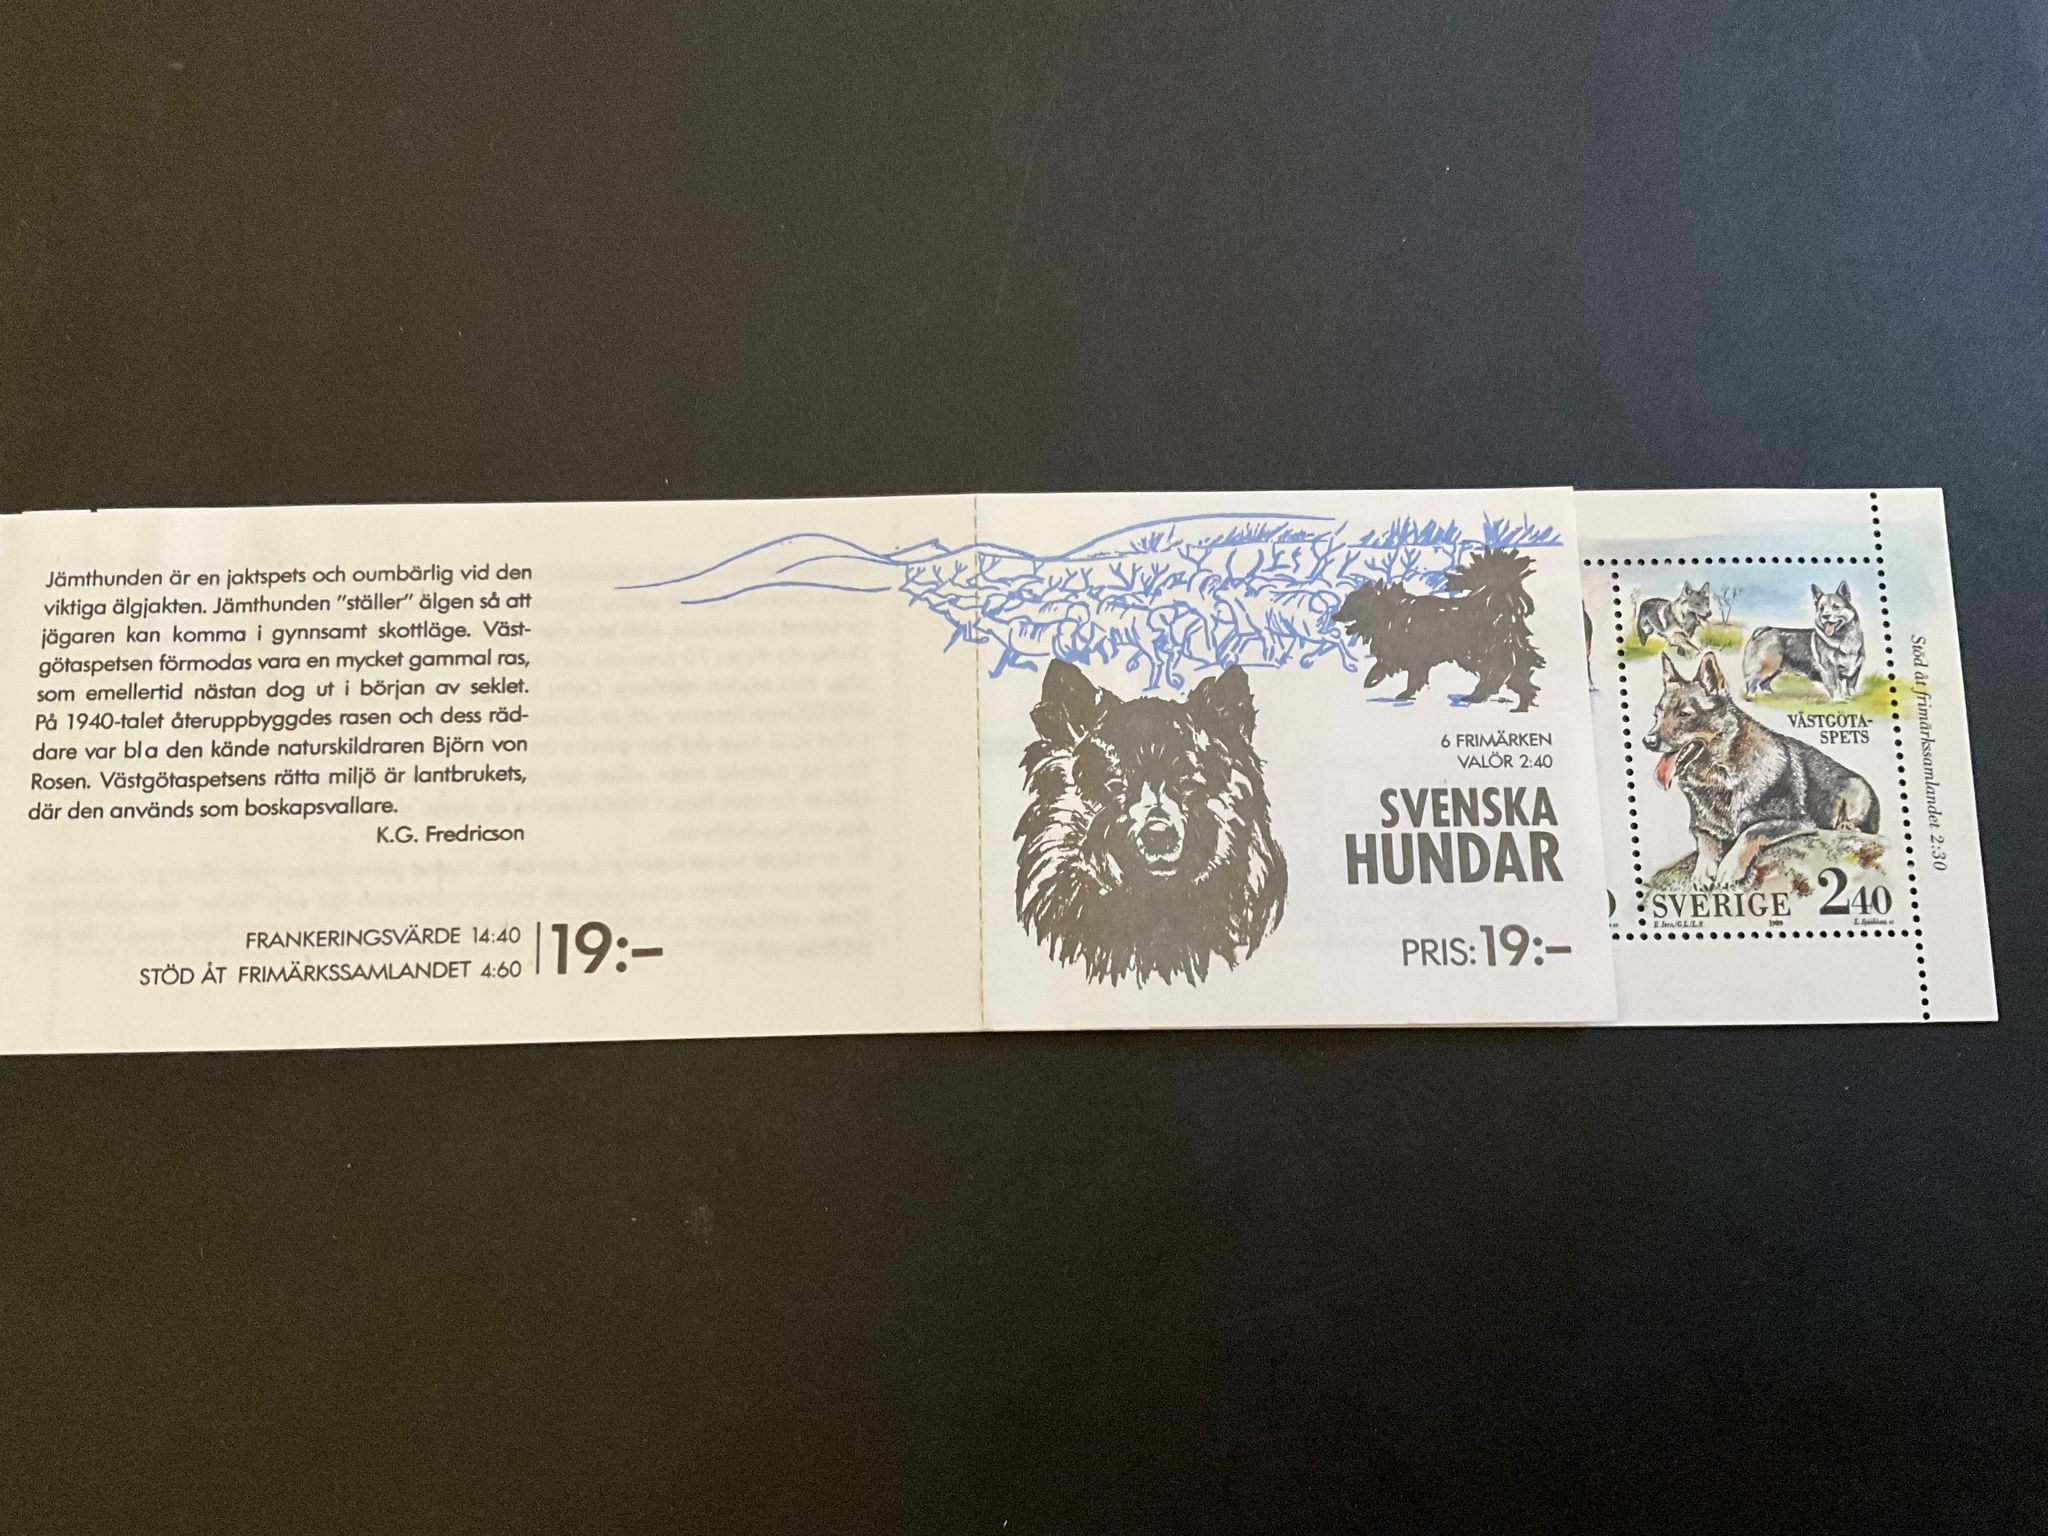 Jämthunden är en jaktspets och oumbärlig vid den
viktiga älgjakten. Jämthunden "ställer" älgen så att
jägaren kan komma i gynnsamt skottläge. Väst-
götaspetsen förmodas vara en mycket gammal ras,
som emellertid nästan dog ut i början av seklet.
På 1940-talet återuppbyggdes rasen och dess räd-
dare var bla den kände naturskildraren Björn von
Rosen. Västgötaspetsens rätta miljö är lantbrukets,
där den används som boskapsvallare.
K.G. Fredricson
FRANKERINGSVÄRDE 14:40
STÖD ÅT FRIMÄRKSSAMLANDET 4:60
19:–
6 FRIMÄRKEN
VALÖR 2:40
SVENSKA
HUNDAR
PRIS: 19:–
VÄSTGÖTA-
SPETS
SVERIGE 240
1989
Stöd åt frimärkssamlandet 2:30